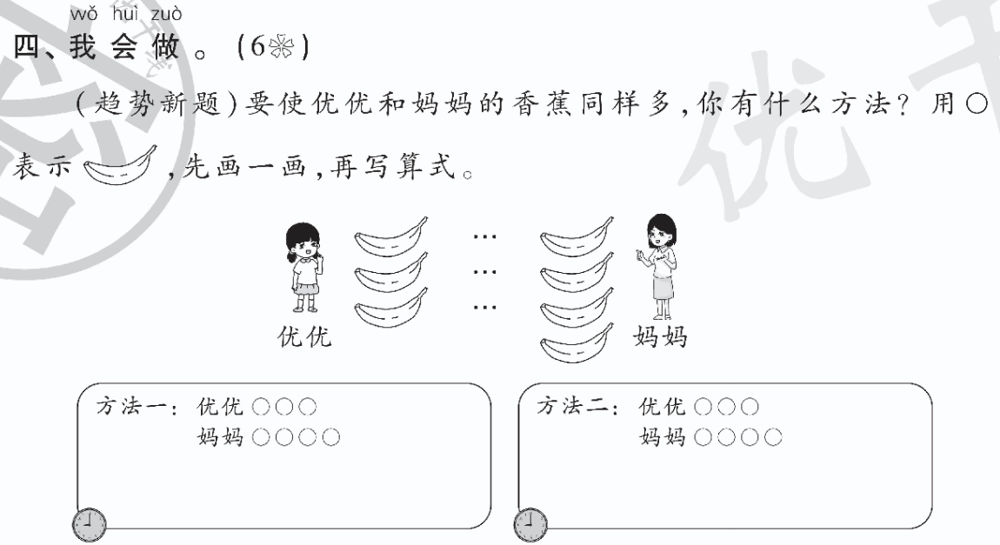 wǒ huì zuò
四、我会做。(6❀)
(趋势新题)要使优优和妈妈的香蕉同样多,你有什么方法?用○
表示 ,先画一画,再写算式。
… 
… 
… 
优优 妈妈
方法一: 优优○○○
妈妈○○○○
方法二: 优优○○○
妈妈○○○○
优干